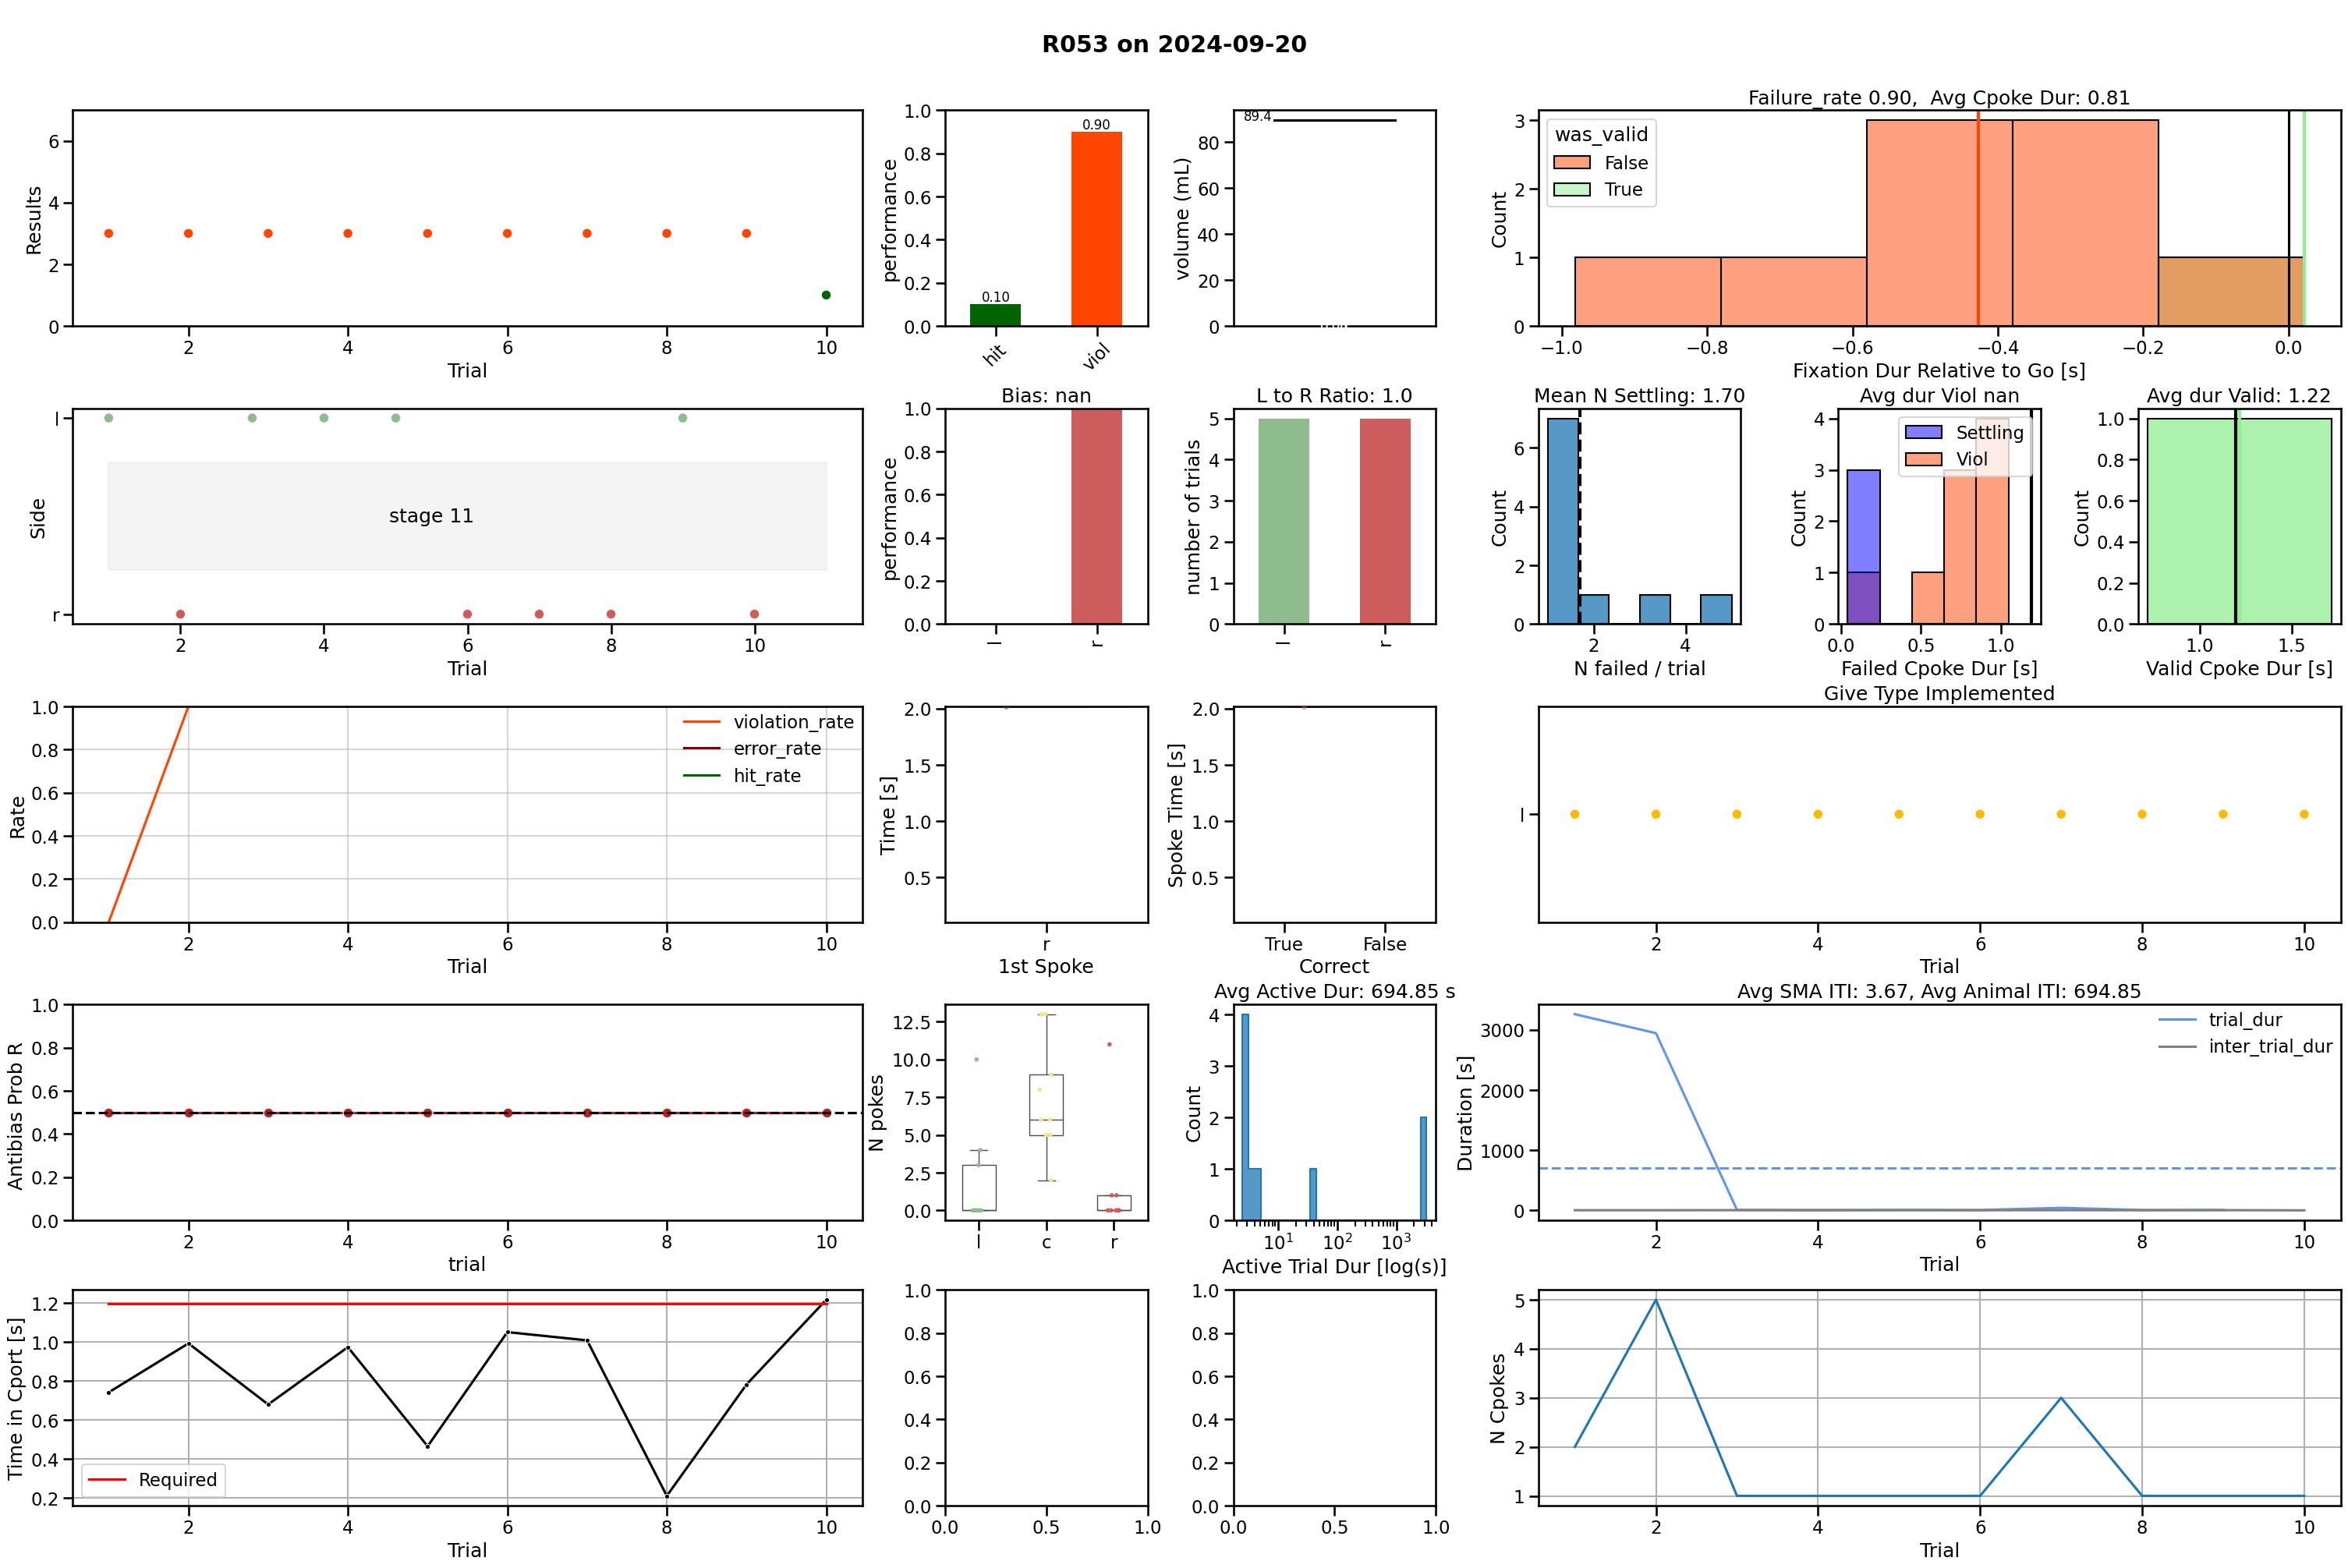 R053 on 2024-09-20
Results
6
4
2
0
2 4 6 8 10
Trial
performance
1.0
0.8
0.6
0.4
0.2
0.0
0.10
0.90
hit
viol
volume (mL)
89.4
80
60
40
20
0
Failure_rate 0.90,  Avg Cpoke Dur: 0.81
Count
3
2
1
0
was_valid
False
True
−1.0 −0.8 −0.6 −0.4 −0.2 0.0
Fixation Dur Relative to Go [s]
Side
l
r
stage 11
2 4 6 8 10
Trial
Bias: nan
performance
1.0
0.8
0.6
0.4
0.2
0.0
l r
L to R Ratio: 1.0
number of trials
5
4
3
2
1
0
l r
Mean N Settling: 1.70
Count
6
4
2
0
2 4
N failed / trial
Avg dur Viol nan
Count
4
3
2
1
0
Settling
Viol
0.0 0.5 1.0
Failed Cpoke Dur [s]
Avg dur Valid: 1.22
Count
1.0
0.8
0.6
0.4
0.2
0.0
1.0 1.5
Valid Cpoke Dur [s]
Rate
1.0
0.8
0.6
0.4
0.2
0.0
violation_rate
error_rate
hit_rate
2 4 6 8 10
Trial
Time [s]
2.0
1.5
1.0
0.5
r
1st Spoke
Spoke Time [s]
2.0
1.5
1.0
0.5
True False
Correct
Give Type Implemented
l
2 4 6 8 10
Trial
Antibias Prob R
1.0
0.8
0.6
0.4
0.2
0.0
2 4 6 8 10
trial
N pokes
12.5
10.0
7.5
5.0
2.5
0.0
l c r
Avg Active Dur: 694.85 s
Count
4
3
2
1
0
10¹ 10² 10³
Active Trial Dur [log(s)]
Avg SMA ITI: 3.67, Avg Animal ITI: 694.85
Duration [s]
3000
2000
1000
0
trial_dur
inter_trial_dur
2 4 6 8 10
Trial
Time in Cport [s]
1.2
1.0
0.8
0.6
0.4
0.2
Required
2 4 6 8 10
Trial
1.0
0.8
0.6
0.4
0.2
0.0
0.0 0.5 1.0
1.0
0.8
0.6
0.4
0.2
0.0
0.0 0.5 1.0
N Cpokes
5
4
3
2
1
2 4 6 8 10
Trial